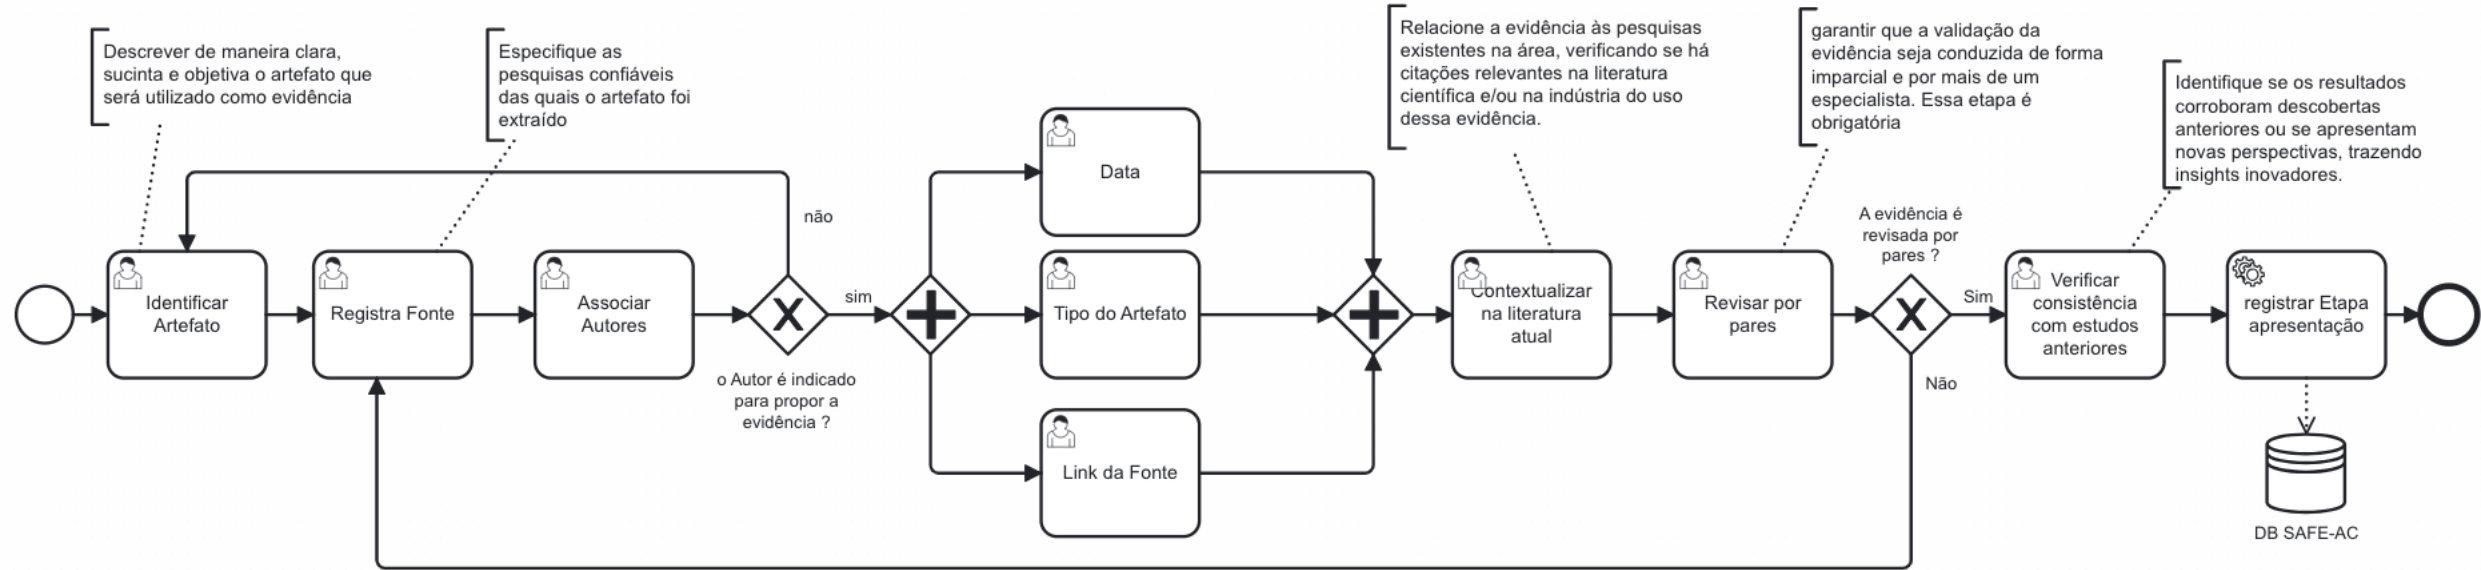 Descrever de maneira clara,
sucinta e objetiva o artefato que
será utilizado como evidência
Especifique as
pesquisas confiáveis
das quais o artefato foi
extraído
Relacione a evidência às pesquisas
existentes na área, verificando se há
citações relevantes na literatura
científica e/ou na indústria do uso
dessa evidência.
garantir que a validação da
evidência seja conduzida de forma
imparcial e por mais de um
especialista. Essa etapa é
obrigatória
Identifique se os resultados
corroboram descobertas
anteriores ou se apresentam
novas perspectivas, trazendo
insights inovadores.
Identificar
Artefato
Registra Fonte
Associar
Autores
não
X
sim
o Autor é indicado
para propor a
evidência ?
Data
Tipo do Artefato
Link da Fonte
Contextualizar
na literatura
atual
Revisar por
pares
A evidência é
revisada por
pares ?
X
Sim
Não
Verificar
consistência
com estudos
anteriores
registrar Etapa
apresentação
DB SAFE-AC